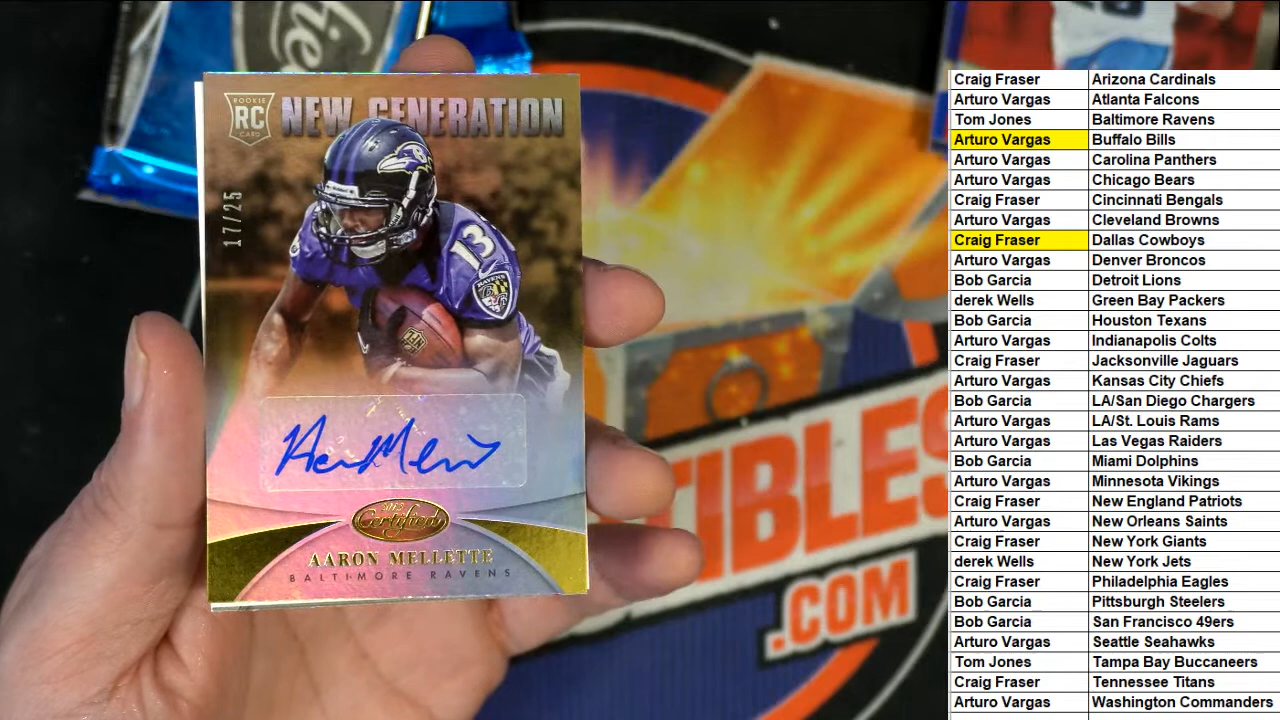 ROOKIE
RC
CARD
NEW GENERATION
17/25
13
RAVENS
NFL
2013
Certified
AARON MELLETTE
BALTIMORE RAVENS
TIBLES
.COM
Craig Fraser Arizona Cardinals
Arturo Vargas Atlanta Falcons
Tom Jones Baltimore Ravens
Arturo Vargas Buffalo Bills
Arturo Vargas Carolina Panthers
Arturo Vargas Chicago Bears
Craig Fraser Cincinnati Bengals
Arturo Vargas Cleveland Browns
Craig Fraser Dallas Cowboys
Arturo Vargas Denver Broncos
Bob Garcia Detroit Lions
derek Wells Green Bay Packers
Bob Garcia Houston Texans
Arturo Vargas Indianapolis Colts
Craig Fraser Jacksonville Jaguars
Arturo Vargas Kansas City Chiefs
Bob Garcia LA/San Diego Chargers
Arturo Vargas LA/St. Louis Rams
Arturo Vargas Las Vegas Raiders
Bob Garcia Miami Dolphins
Arturo Vargas Minnesota Vikings
Craig Fraser New England Patriots
Arturo Vargas New Orleans Saints
Craig Fraser New York Giants
derek Wells New York Jets
Craig Fraser Philadelphia Eagles
Bob Garcia Pittsburgh Steelers
Bob Garcia San Francisco 49ers
Arturo Vargas Seattle Seahawks
Tom Jones Tampa Bay Buccaneers
Craig Fraser Tennessee Titans
Arturo Vargas Washington Commanders